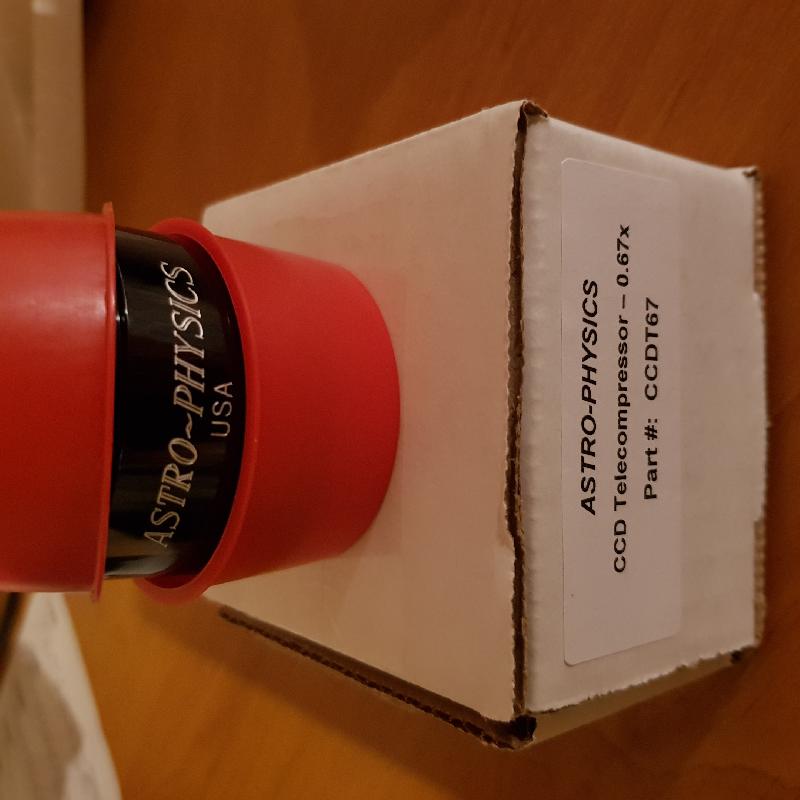 ASTRO~PHYSICS
USA
ASTRO-PHYSICS
CCD Telecompressor – 0.67x
Part #: CCDT67